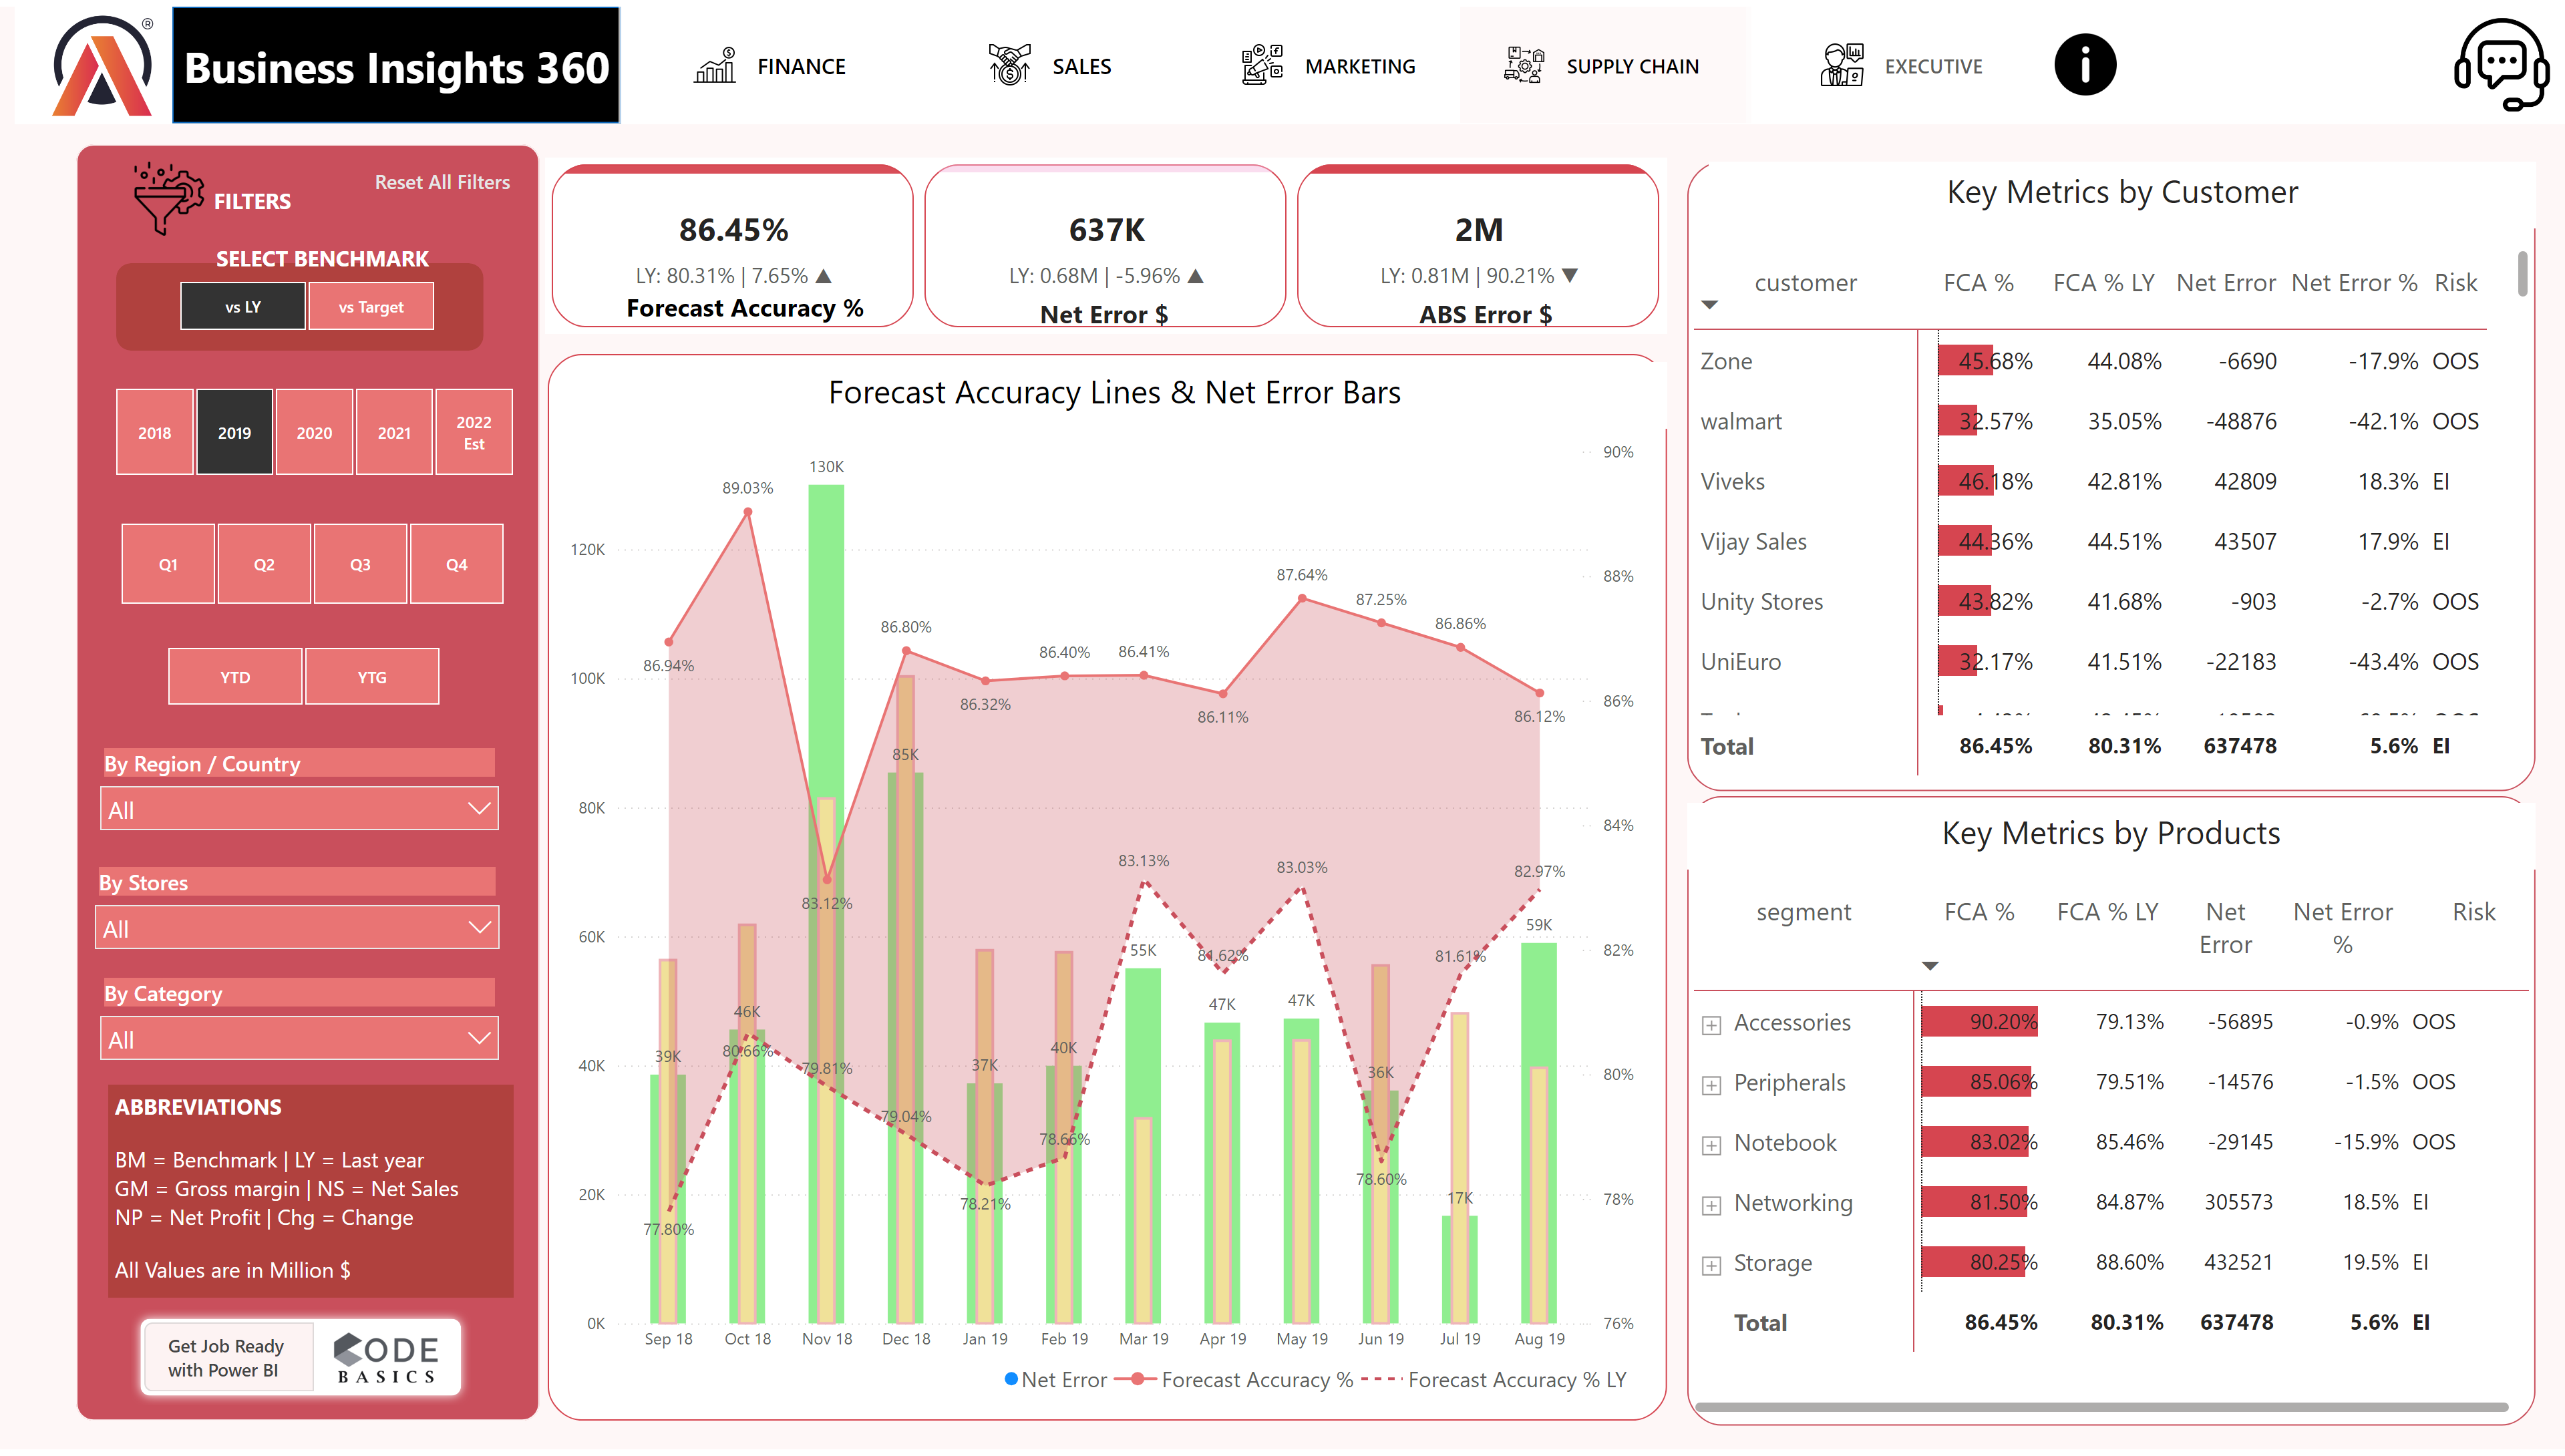 ®
Business Insights 360
FINANCE
SALES
MARKETING
SUPPLY CHAIN
EXECUTIVE
FILTERS
Reset All Filters
SELECT BENCHMARK
vs LY
vs Target
2018
2019
2020
2021
2022
Est
Q1
Q2
Q3
Q4
YTD
YTG
By Region / Country
All
By Stores
All
By Category
All
ABBREVIATIONS
BM = Benchmark | LY = Last year
GM = Gross margin | NS = Net Sales
NP = Net Profit | Chg = Change
All Values are in Million $
Get Job Ready
with Power BI
CODE
BASICS
86.45%
LY: 80.31% | 7.65% ▲
Forecast Accuracy %
637K
LY: 0.68M | -5.96% ▲
Net Error $
2M
LY: 0.81M | 90.21% ▼
ABS Error $
Forecast Accuracy Lines & Net Error Bars
120K
100K
80K
60K
40K
20K
0K
90%
88%
86%
84%
82%
80%
78%
76%
86.94%
89.03%
83.12%
86.80%
86.32%
86.40%
86.41%
86.11%
87.64%
87.25%
86.86%
86.12%
77.80%
80.66%
79.81%
79.04%
78.21%
78.66%
83.13%
81.62%
83.03%
78.60%
81.61%
82.97%
39K
46K
130K
85K
37K
40K
55K
47K
47K
36K
17K
59K
Sep 18
Oct 18
Nov 18
Dec 18
Jan 19
Feb 19
Mar 19
Apr 19
May 19
Jun 19
Jul 19
Aug 19
Net Error
Forecast Accuracy %
Forecast Accuracy % LY
Key Metrics by Customer
customer FCA % FCA % LY Net Error Net Error % Risk
Zone 45.68% 44.08% -6690 -17.9% OOS
walmart 32.57% 35.05% -48876 -42.1% OOS
Viveks 46.18% 42.81% 42809 18.3% EI
Vijay Sales 44.36% 44.51% 43507 17.9% EI
Unity Stores 43.82% 41.68% -903 -2.7% OOS
UniEuro 32.17% 41.51% -22183 -43.4% OOS
Total 86.45% 80.31% 637478 5.6% EI
Key Metrics by Products
segment FCA % FCA % LY Net Error Net Error % Risk
Accessories 90.20% 79.13% -56895 -0.9% OOS
Peripherals 85.06% 79.51% -14576 -1.5% OOS
Notebook 83.02% 85.46% -29145 -15.9% OOS
Networking 81.50% 84.87% 305573 18.5% EI
Storage 80.25% 88.60% 432521 19.5% EI
Total 86.45% 80.31% 637478 5.6% EI